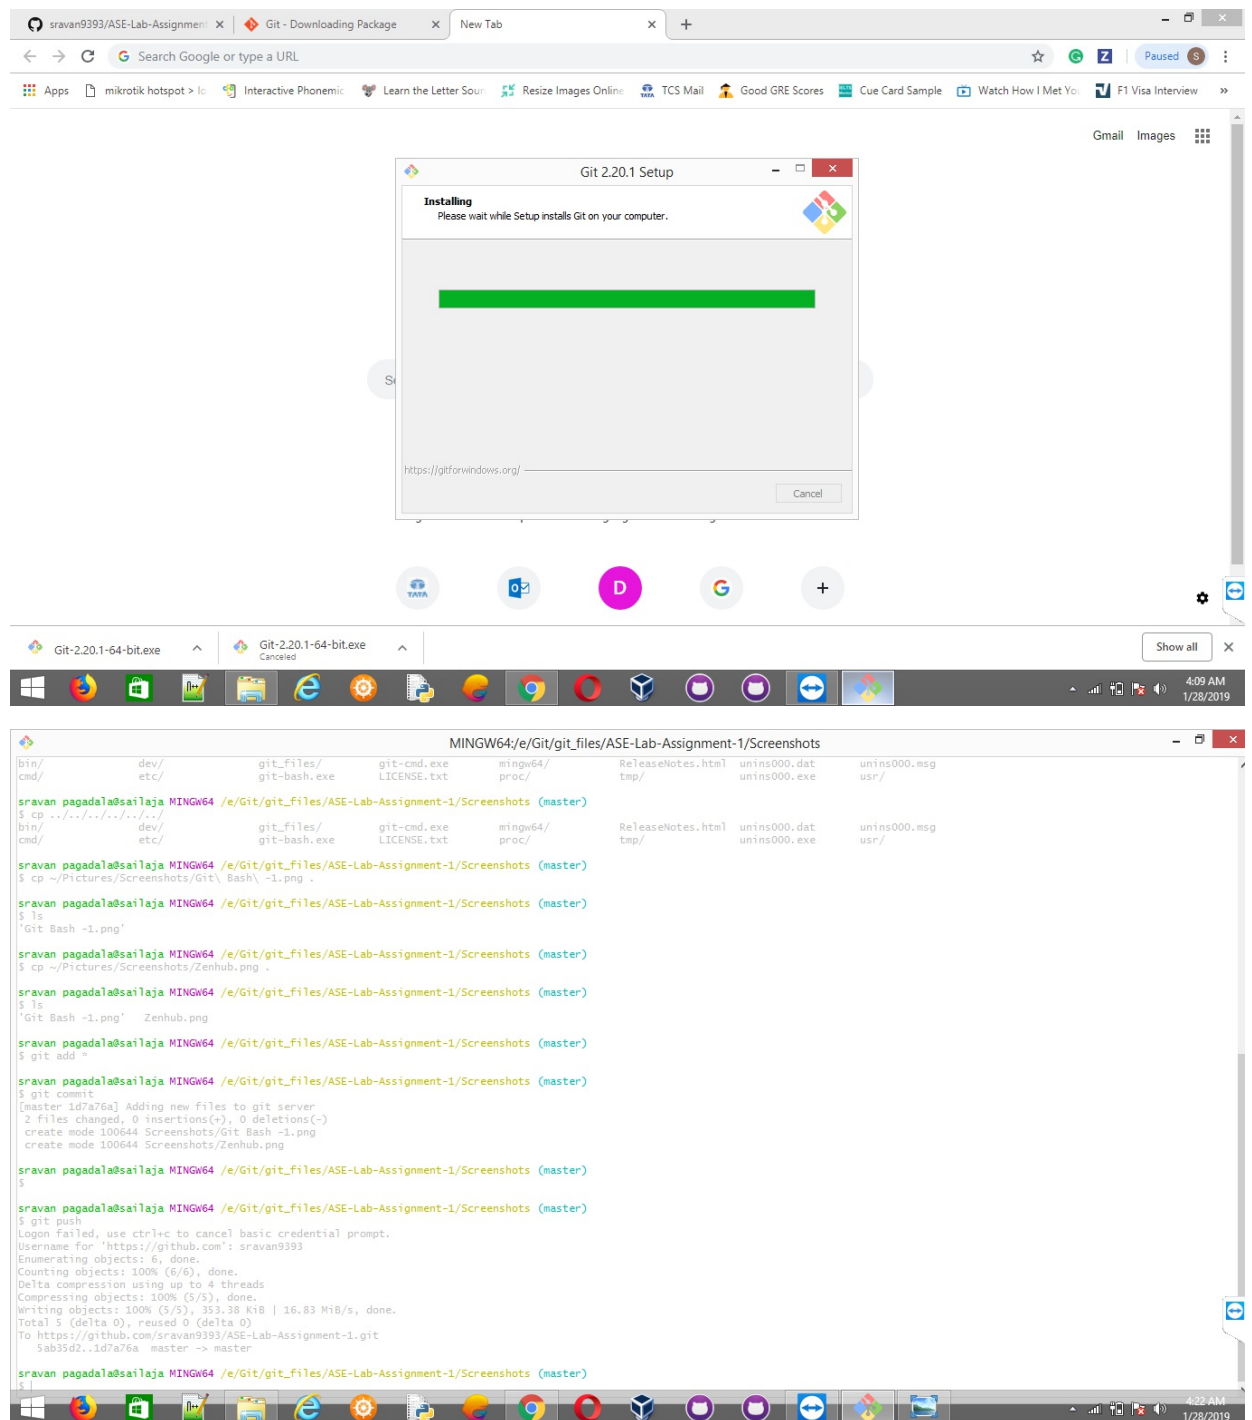 sravan9393/ASE-Lab-Assignment
Git - Downloading Package
New Tab
Search Google or type a URL
Paused S
Apps
mikrotik hotspot > lo
Interactive Phonemic
Learn the Letter Soun
Resize Images Online
TCS Mail
Good GRE Scores
Cue Card Sample
Watch How I Met Yo
F1 Visa Interview
Gmail Images
Git 2.20.1 Setup
Installing
Please wait while Setup installs Git on your computer.
https://gitforwindows.org/
Cancel
TATA
D
Git-2.20.1-64-bit.exe
Git-2.20.1-64-bit.exe
Canceled
Show all
4:09 AM
1/28/2019
MINGW64:/e/Git/git_files/ASE-Lab-Assignment-1/Screenshots
bin/ dev/ git_files/ git-cmd.exe mingw64/ ReleaseNotes.html unins000.dat unins000.msg
cmd/ etc/ git-bash.exe LICENSE.txt proc/ tmp/ unins000.exe usr/
sravan pagadala@sailaja MINGW64 /e/Git/git_files/ASE-Lab-Assignment-1/Screenshots (master)
$ cp ../../../../../../
bin/ dev/ git_files/ git-cmd.exe mingw64/ ReleaseNotes.html unins000.dat unins000.msg
cmd/ etc/ git-bash.exe LICENSE.txt proc/ tmp/ unins000.exe usr/
sravan pagadala@sailaja MINGW64 /e/Git/git_files/ASE-Lab-Assignment-1/Screenshots (master)
$ cp ~/Pictures/Screenshots/Git\ Bash\ -1.png .
sravan pagadala@sailaja MINGW64 /e/Git/git_files/ASE-Lab-Assignment-1/Screenshots (master)
$ ls
'Git Bash -1.png'
sravan pagadala@sailaja MINGW64 /e/Git/git_files/ASE-Lab-Assignment-1/Screenshots (master)
$ cp ~/Pictures/Screenshots/Zenhub.png .
sravan pagadala@sailaja MINGW64 /e/Git/git_files/ASE-Lab-Assignment-1/Screenshots (master)
$ ls
'Git Bash -1.png' Zenhub.png
sravan pagadala@sailaja MINGW64 /e/Git/git_files/ASE-Lab-Assignment-1/Screenshots (master)
$ git add *
sravan pagadala@sailaja MINGW64 /e/Git/git_files/ASE-Lab-Assignment-1/Screenshots (master)
$ git commit
[master 1d7a76a] Adding new files to git server
2 files changed, 0 insertions(+), 0 deletions(-)
create mode 100644 Screenshots/Git Bash -1.png
create mode 100644 Screenshots/Zenhub.png
sravan pagadala@sailaja MINGW64 /e/Git/git_files/ASE-Lab-Assignment-1/Screenshots (master)
$
sravan pagadala@sailaja MINGW64 /e/Git/git_files/ASE-Lab-Assignment-1/Screenshots (master)
$ git push
Logon failed, use ctrl+c to cancel basic credential prompt.
Username for 'https://github.com': sravan9393
Enumerating objects: 6, done.
Counting objects: 100% (6/6), done.
Delta compression using up to 4 threads
Compressing objects: 100% (5/5), done.
Writing objects: 100% (5/5), 353.38 KiB | 16.83 MiB/s, done.
Total 5 (delta 0), reused 0 (delta 0)
To https://github.com/sravan9393/ASE-Lab-Assignment-1.git
5ab35d2..1d7a76a master -> master
sravan pagadala@sailaja MINGW64 /e/Git/git_files/ASE-Lab-Assignment-1/Screenshots (master)
$
4:22 AM
1/28/2019